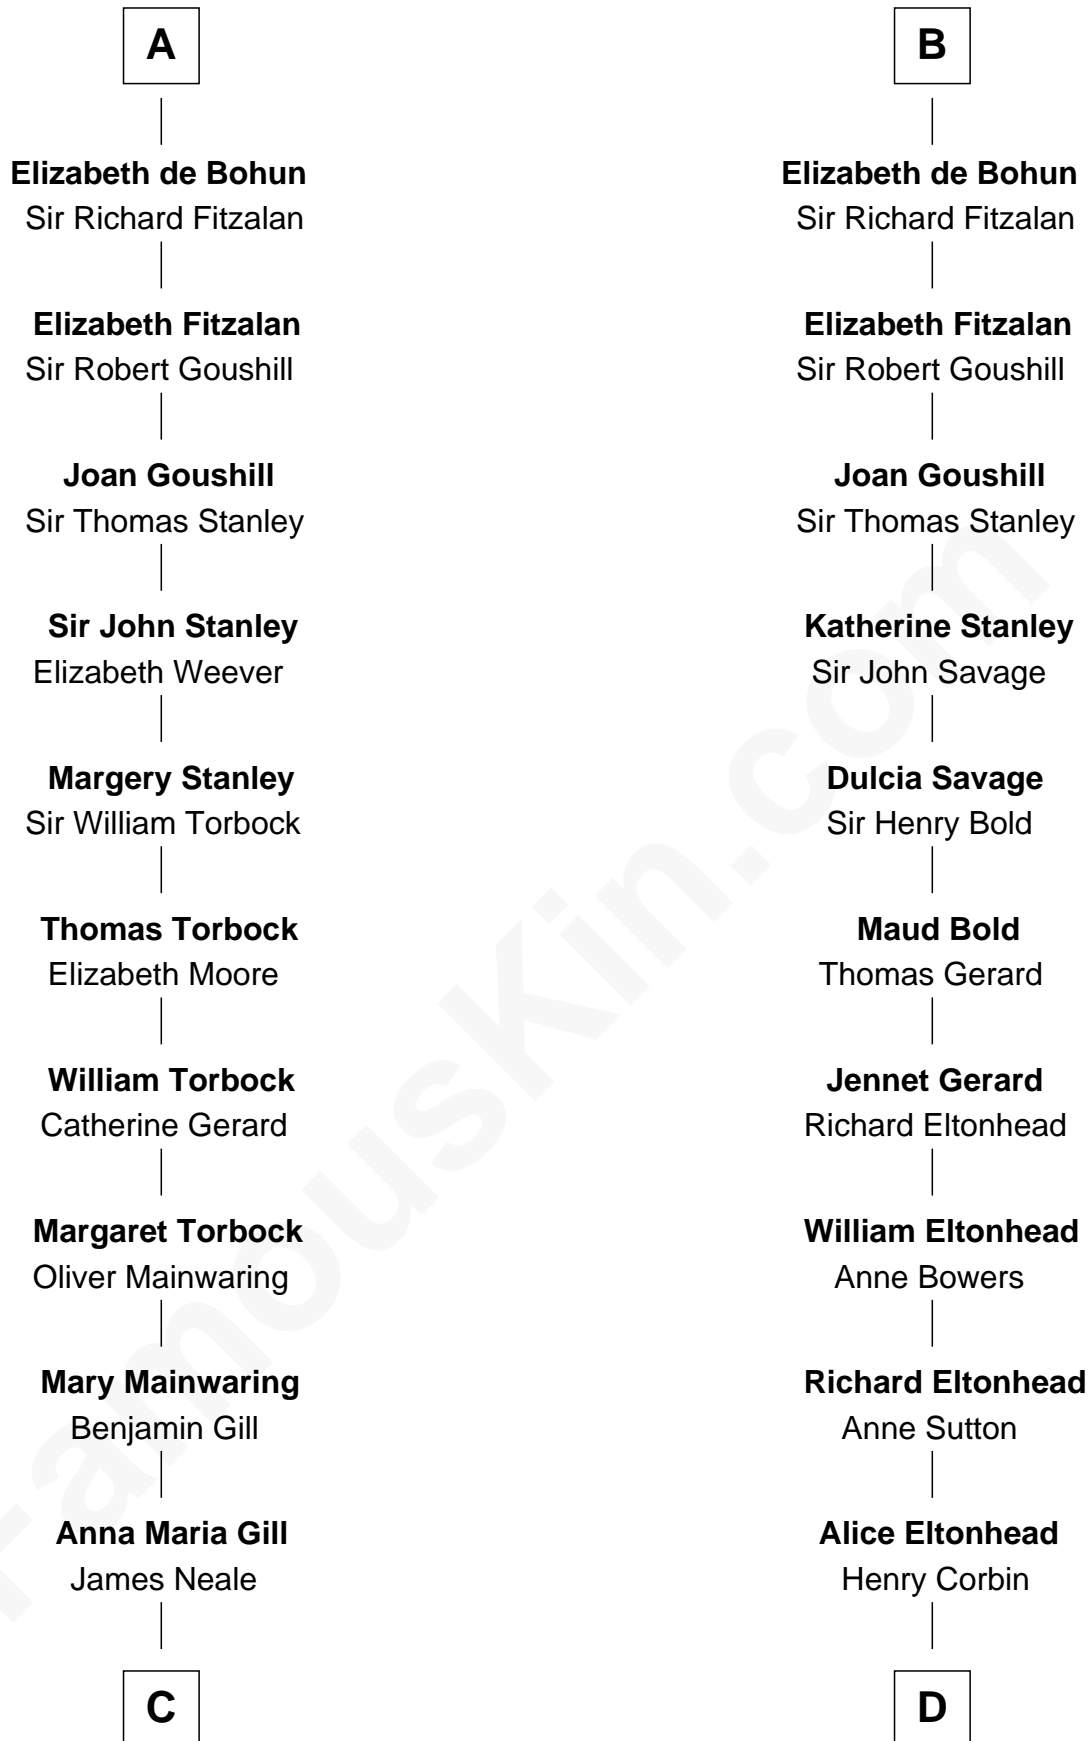 A
Elizabeth de Bohun
Sir Richard Fitzalan
Elizabeth Fitzalan
Sir Robert Goushill
Joan Goushill
Sir Thomas Stanley
Sir John Stanley
Elizabeth Weever
Margery Stanley
Sir William Torbock
Thomas Torbock
Elizabeth Moore
William Torbock
Catherine Gerard
Margaret Torbock
Oliver Mainwaring
Mary Mainwaring
Benjamin Gill
Anna Maria Gill
James Neale
C
B
Elizabeth de Bohun
Sir Richard Fitzalan
Elizabeth Fitzalan
Sir Robert Goushill
Joan Goushill
Sir Thomas Stanley
Katherine Stanley
Sir John Savage
Dulcia Savage
Sir Henry Bold
Maud Bold
Thomas Gerard
Jennet Gerard
Richard Eltonhead
William Eltonhead
Anne Bowers
Richard Eltonhead
Anne Sutton
Alice Eltonhead
Henry Corbin
D
FamousKin.com